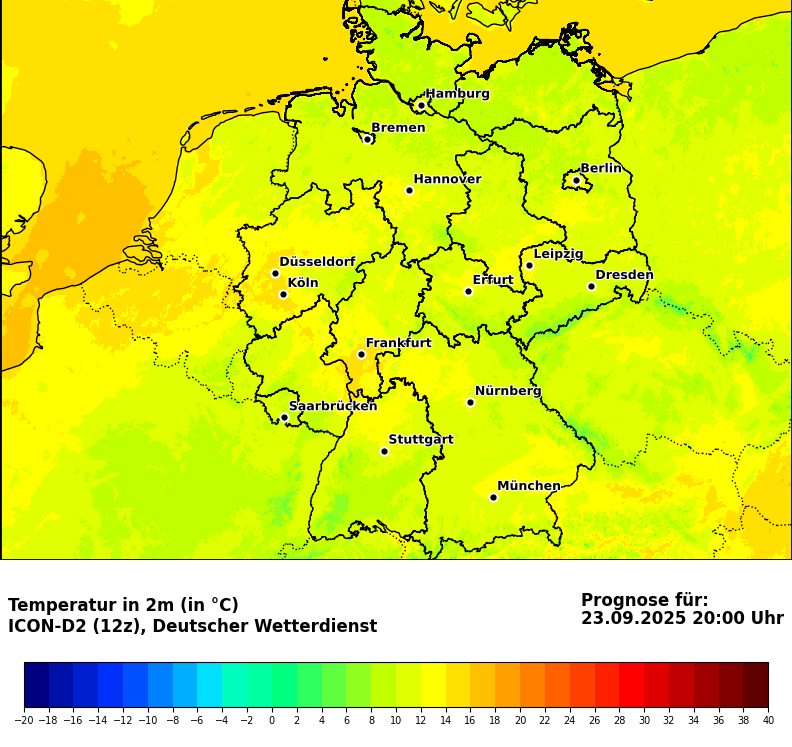 Hamburg
Bremen
Berlin
Hannover
Leipzig
Düsseldorf
Dresden
Köln
Erfurt
Frankfurt
Nürnberg
Saarbrücken
Stuttgart
München
Temperatur in 2m (in °C)
ICON-D2 (12z), Deutscher Wetterdienst
Prognose für:
23.09.2025 20:00 Uhr
−20 −18 −16 −14 −12 −10 −8 −6 −4 −2 0 2 4 6 8 10 12 14 16 18 20 22 24 26 28 30 32 34 36 38 40